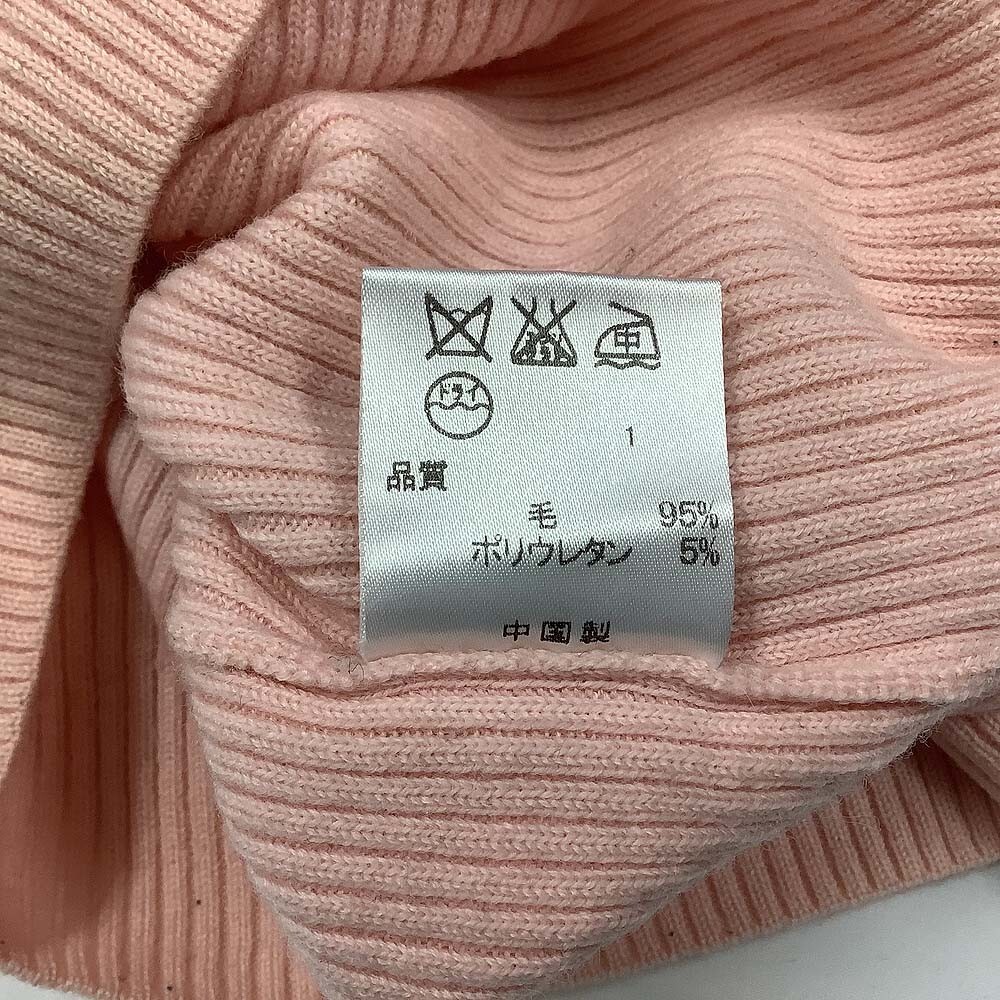 中
ドライ
1
品質
毛 95%
ポリウレタン 5%
中国製